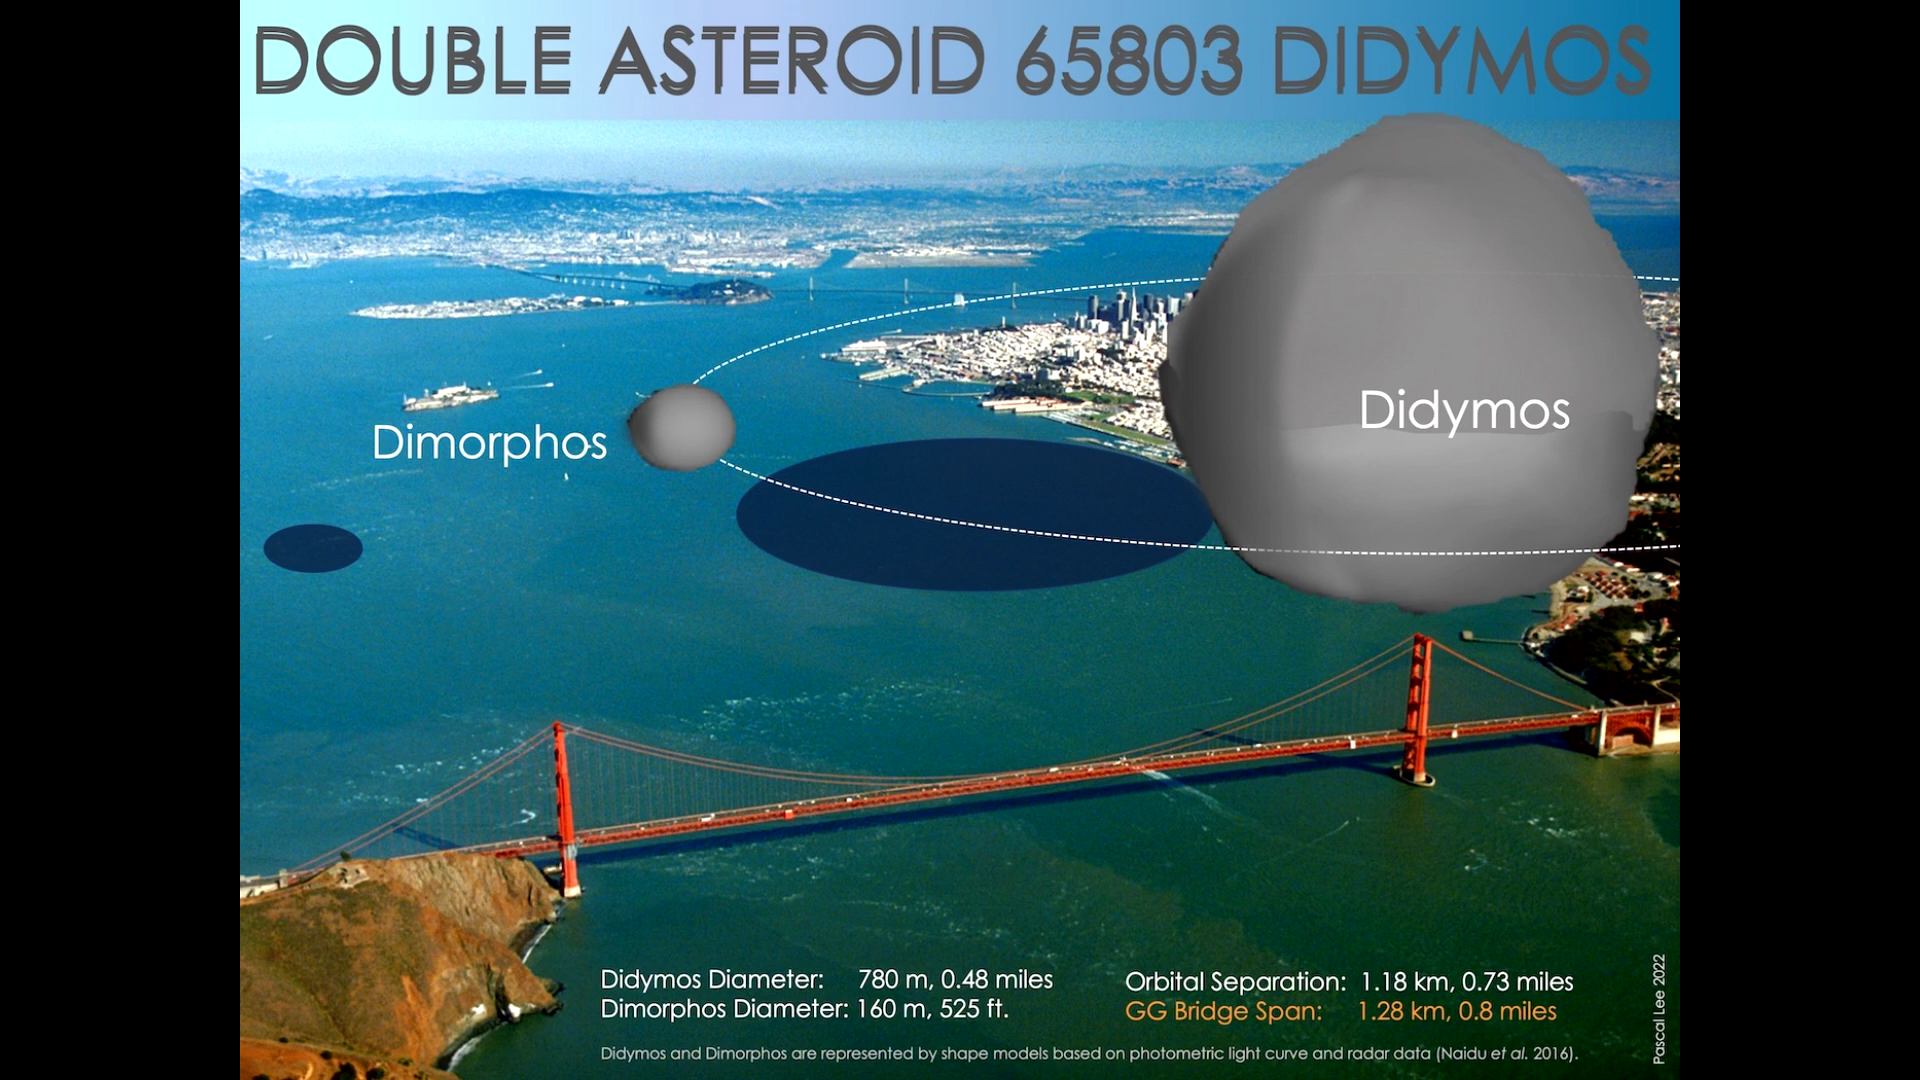 DOUBLE ASTEROID 65803 DIDYMOS
Didymos
Dimorphos
Didymos Diameter: 780 m, 0.48 miles
Dimorphos Diameter: 160 m, 525 ft.
Orbital Separation: 1.18 km, 0.73 miles
GG Bridge Span: 1.28 km, 0.8 miles
Didymos and Dimorphos are represented by shape models based on photometric light curve and radar data (Naidu et al. 2016).
Pascal Lee 2022